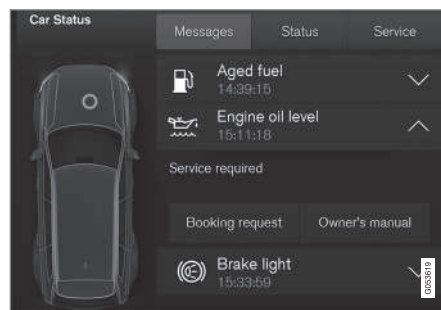 Car Status
Messages
Status
Service
Aged fuel
14:39:15
Engine oil level
15:11:18
Service required
Booking request
Owner's manual
Brake light
15:33:59
G053619